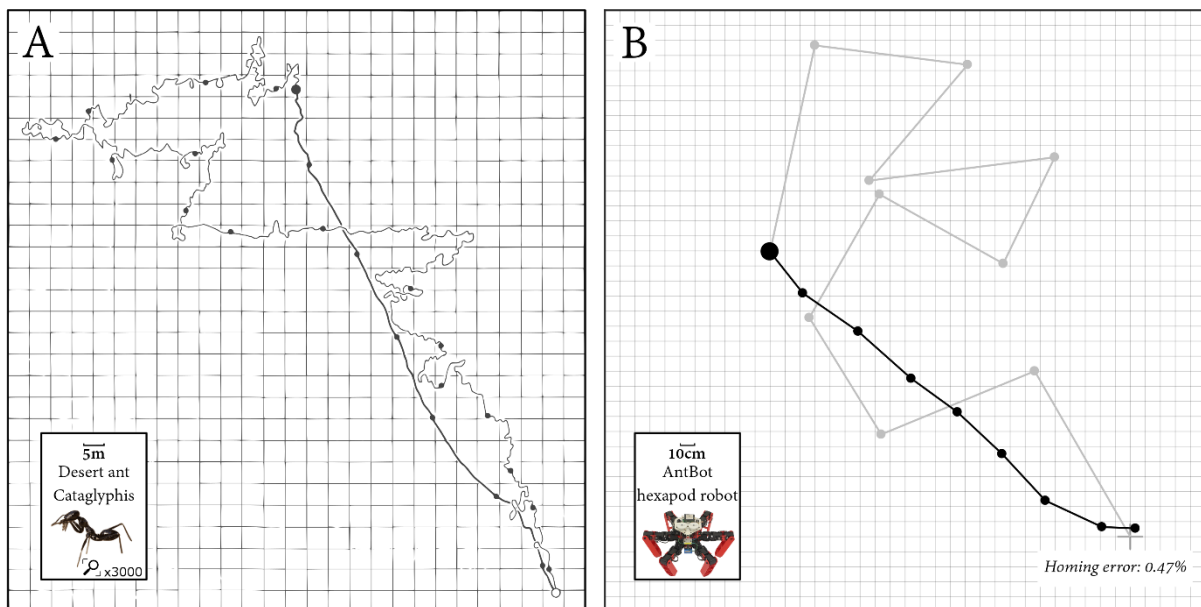 A
5m
Desert ant
Cataglyphis
x3000
B
10cm
AntBot
hexapod robot
Homing error: 0.47%